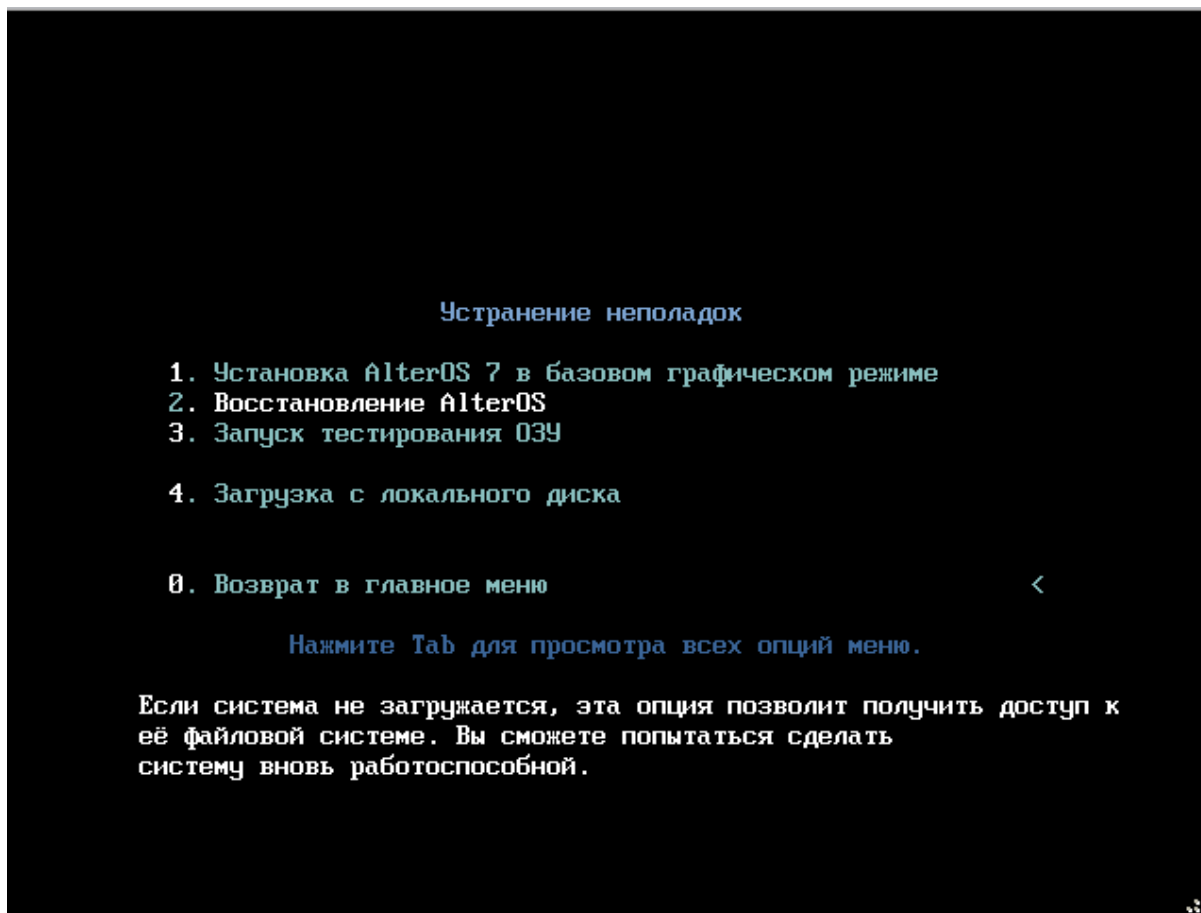 Устранение неполадок
1. Установка AlterOS 7 в базовом графическом режиме
2. Восстановление AlterOS
3. Запуск тестирования ОЗУ
4. Загрузка с локального диска
0. Возврат в главное меню <
Нажмите Tab для просмотра всех опций меню.
Если система не загружается, эта опция позволит получить доступ к
её файловой системе. Вы сможете попытаться сделать
систему вновь работоспособной.